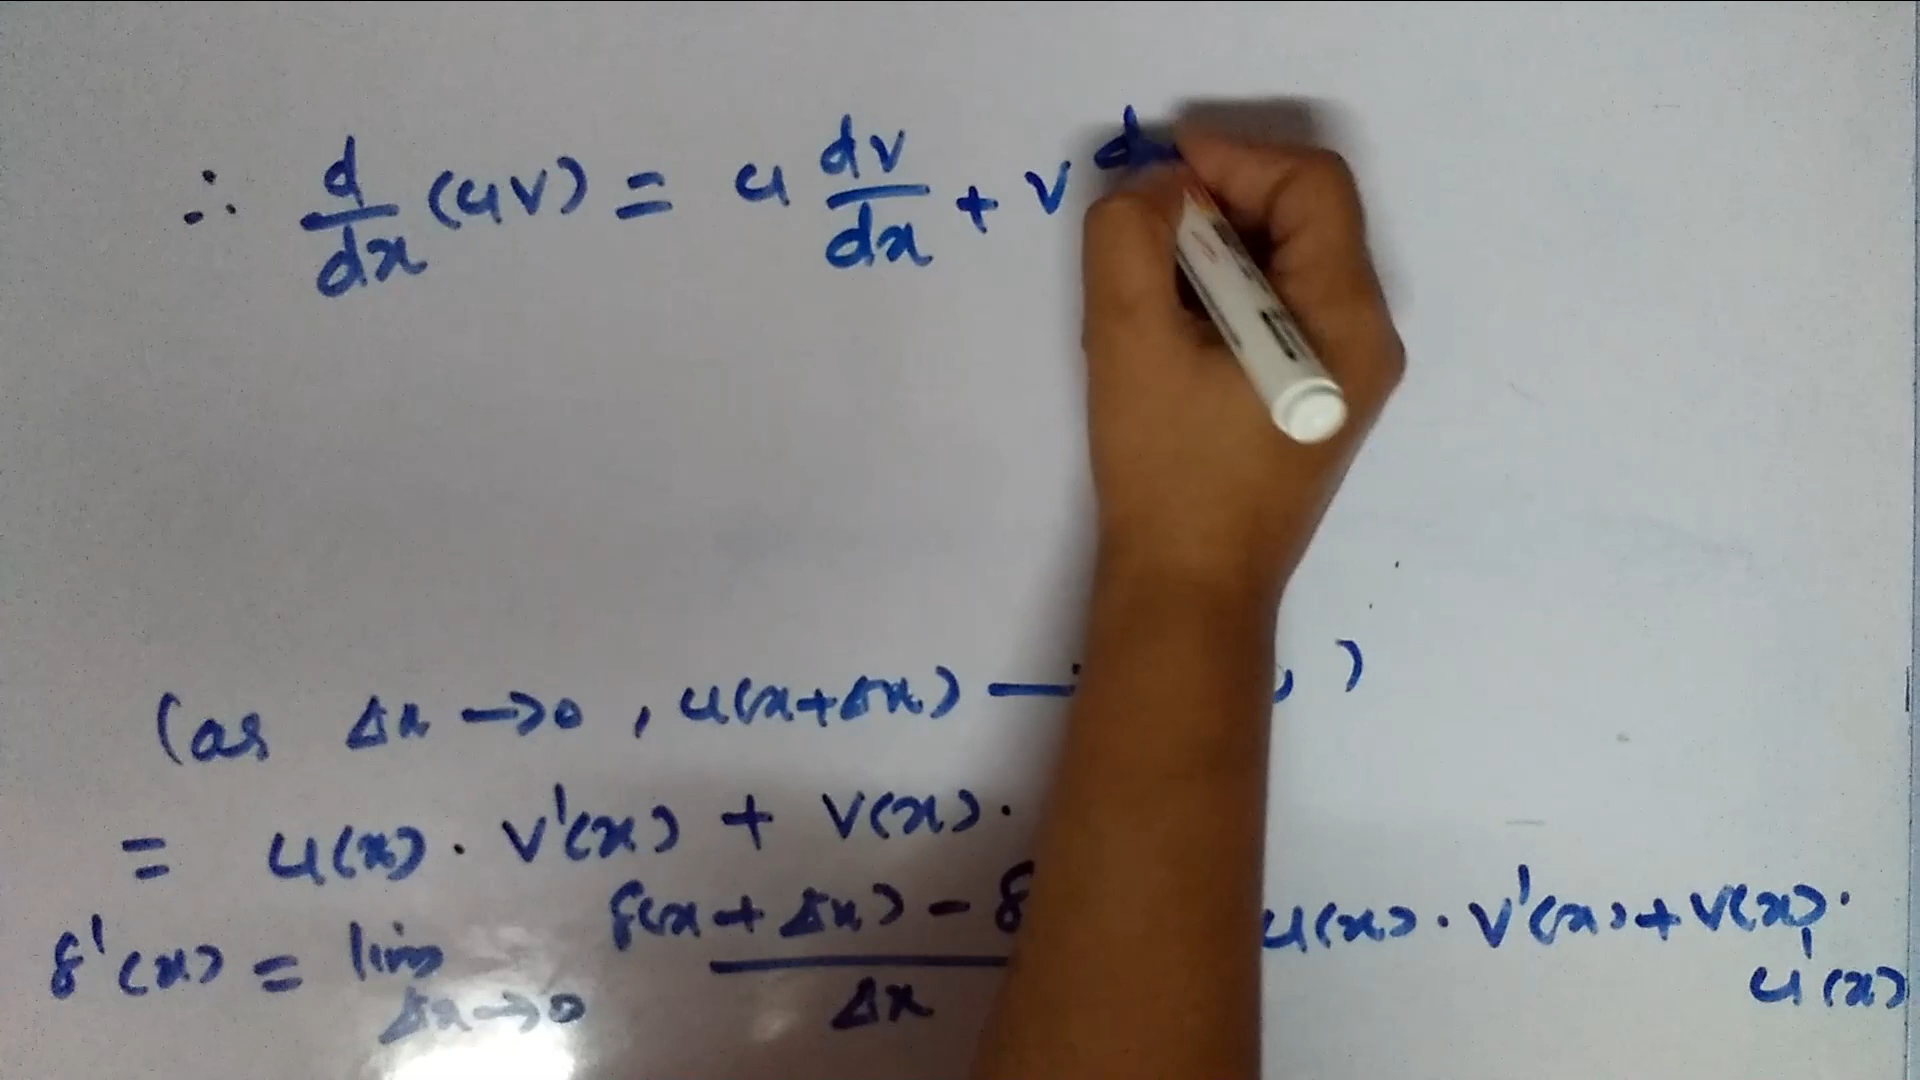 ∴ d/dx (uv) = u dv/dx + v d
(as Δx → 0 , u(x+Δx) — )
= u(x) . v'(x) + v(x) .
f'(x) = lim Δx→0 f(x + Δx) - f / Δx u(x) . v'(x) + v(x) .
u'(x)